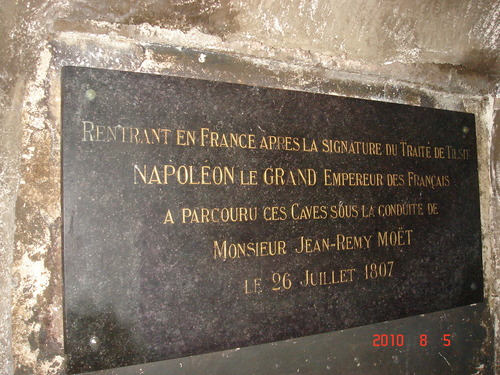 RENTRANT EN FRANCE APRES LA SIGNATURE DU TRAITÉ DE TILSIT
NAPOLÉON LE GRAND EMPEREUR DES FRANÇAIS
A PARCOURU CES CAVES SOUS LA CONDUITE DE
MONSIEUR JEAN-REMY MOËT
LE 26 JUILLET 1807
2010 8 5